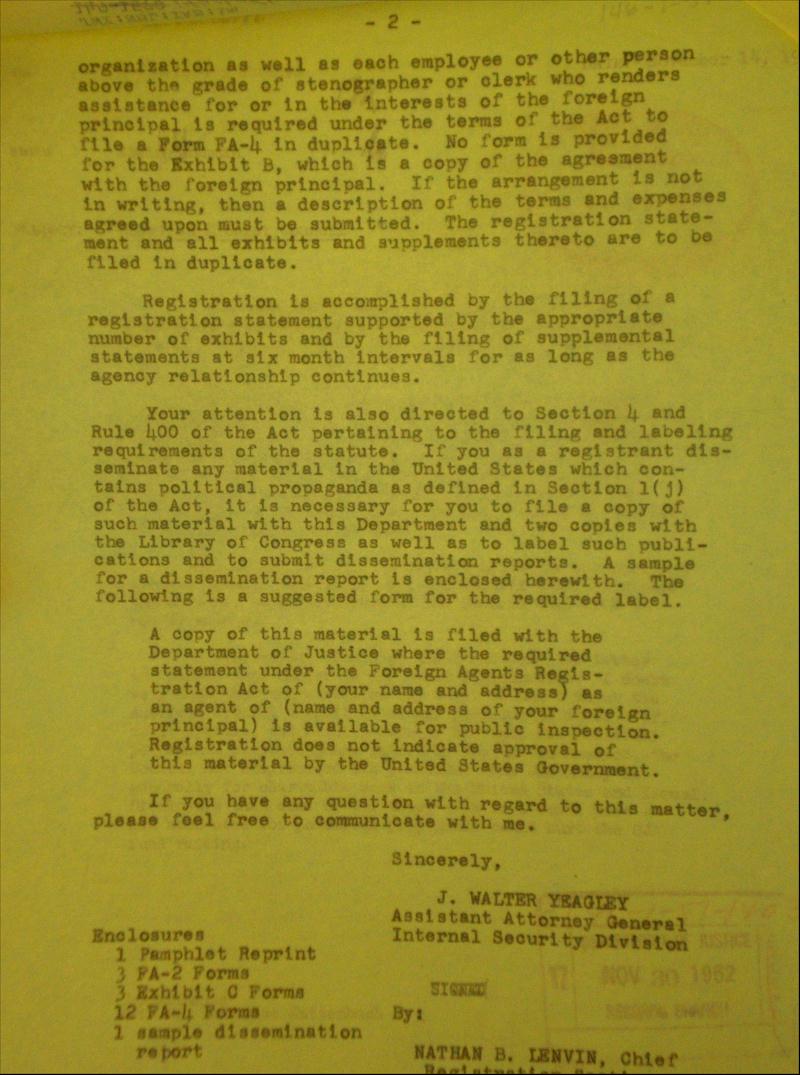 - 2 -
organization as well as each employee or other person
above the grade of stenographer or clerk who renders
assistance for or in the interests of the foreign
principal is required under the terms of the Act to
file a Form FA-4 in duplicate. No form is provided
for the Exhibit B, which is a copy of the agreement
with the foreign principal. If the arrangement is not
in writing, then a description of the terms and expenses
agreed upon must be submitted. The registration state-
ment and all exhibits and supplements thereto are to be
filed in duplicate.
Registration is accomplished by the filing of a
registration statement supported by the appropriate
number of exhibits and by the filing of supplemental
statements at six month intervals for as long as the
agency relationship continues.
Your attention is also directed to Section 4 and
Rule 400 of the Act pertaining to the filing and labeling
requirements of the statute. If you as a registrant dis-
seminate any material in the United States which con-
tains political propaganda as defined in Section 1(j)
of the Act, it is necessary for you to file a copy of
such material with this Department and two copies with
the Library of Congress as well as to label such publi-
cations and to submit dissemination reports. A sample
for a dissemination report is enclosed herewith. The
following is a suggested form for the required label.
A copy of this material is filed with the
Department of Justice where the required
statement under the Foreign Agents Regis-
tration Act of (your name and address) as
an agent of (name and address of your foreign
principal) is available for public inspection.
Registration does not indicate approval of
this material by the United States Government.
If you have any question with regard to this matter,
please feel free to communicate with me.
Sincerely,
J. WALTER YEAGLEY
Assistant Attorney General
Internal Security Division
Enclosures
1 Pamphlet Reprint
3 FA-2 Forms
3 Exhibit C Forms
12 FA-4 Forms
1 sample dissemination
report
SIGNED
By:
NATHAN B. LENVIN, Chief
NOV 30 1962